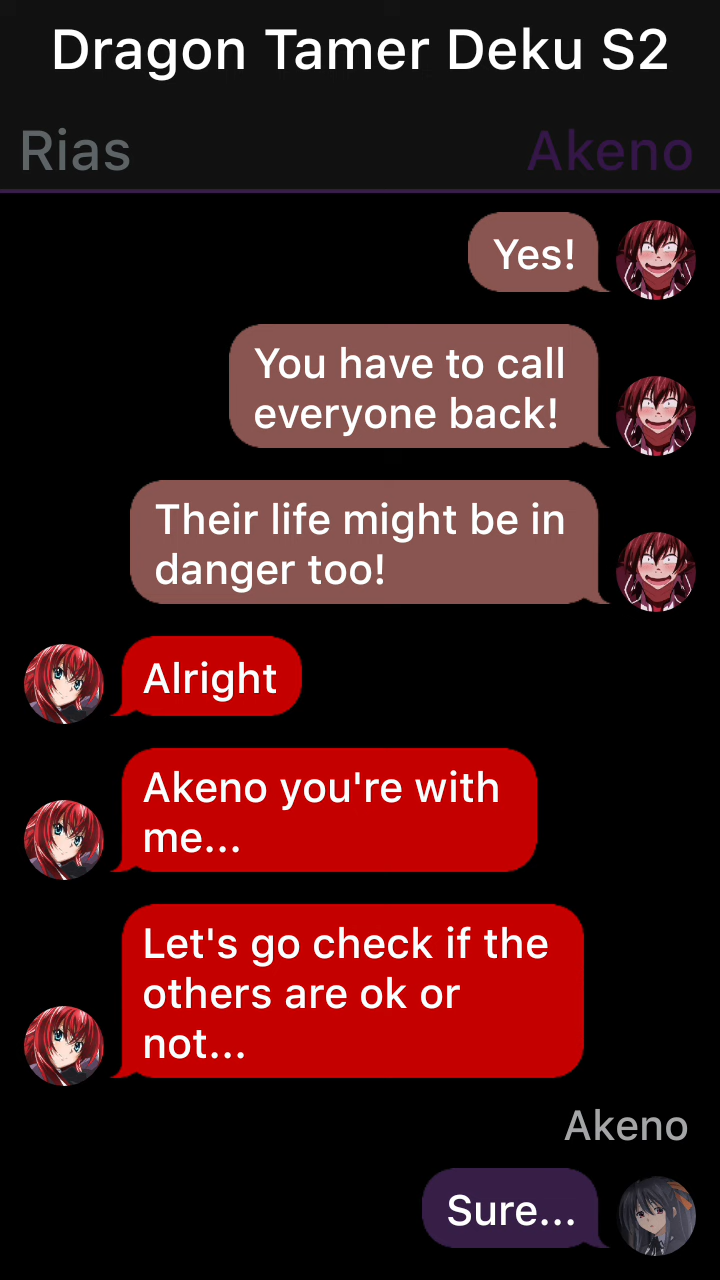 Dragon Tamer Deku S2
Rias
Akeno
Yes!
You have to call
everyone back!
Their life might be in
danger too!
Alright
Akeno you're with
me...
Let's go check if the
others are ok or
not...
Akeno
Sure...